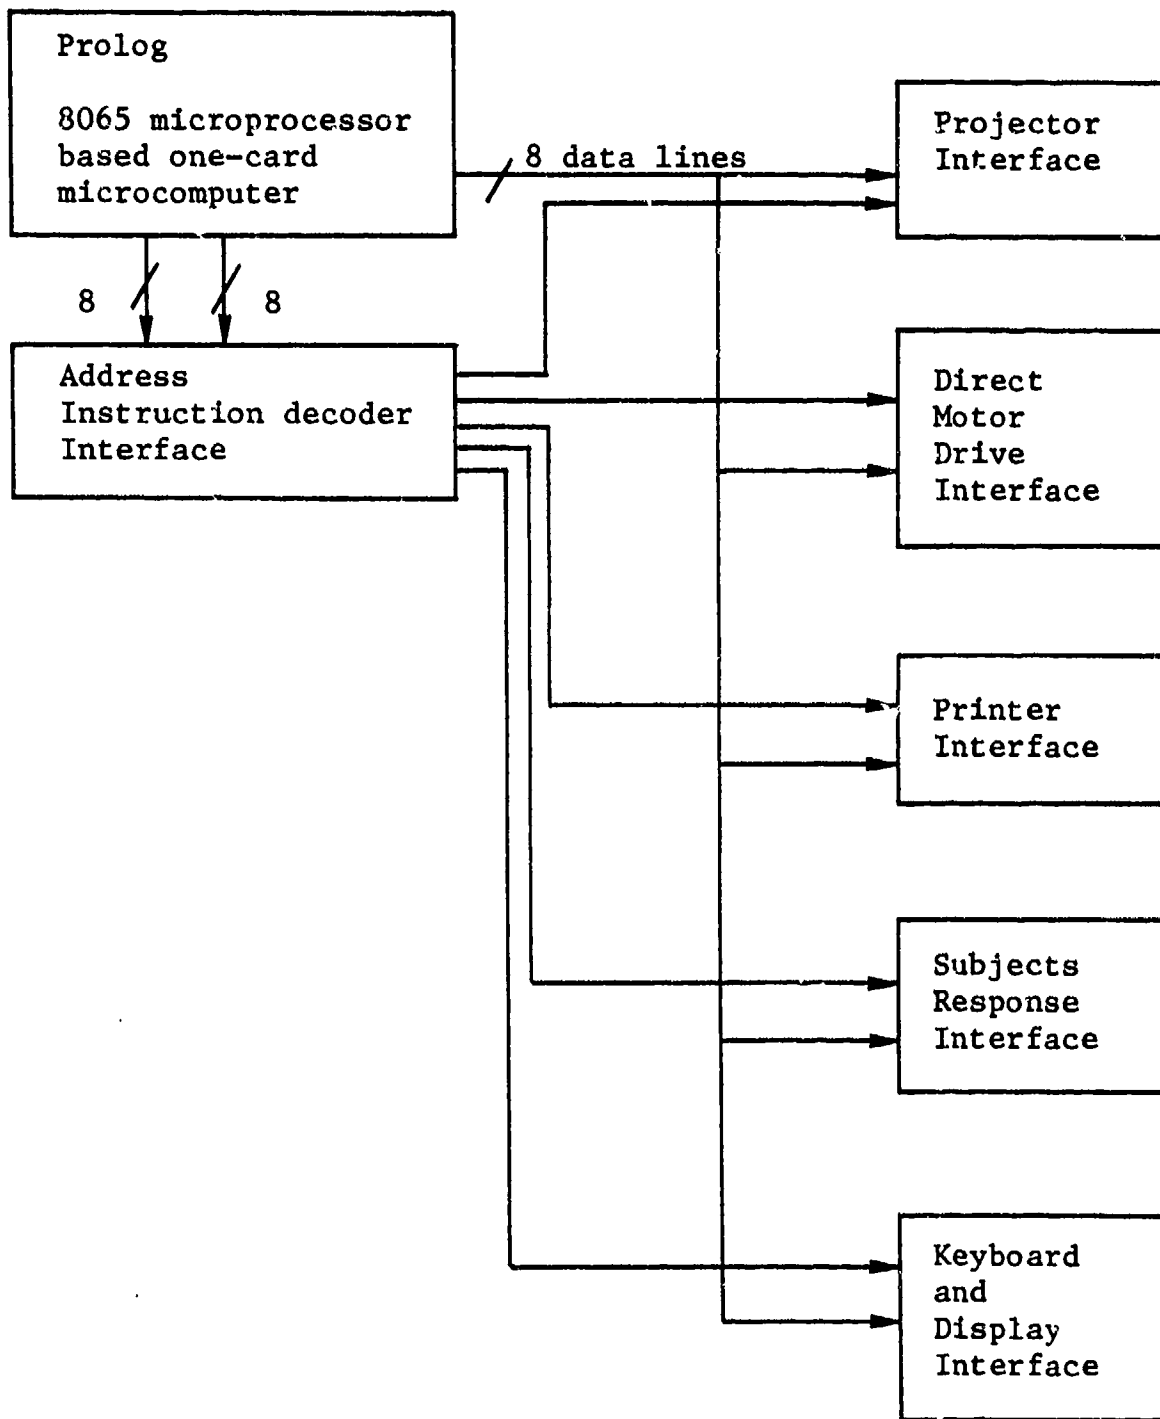 Prolog
8065 microprocessor
based one-card
microcomputer
8 data lines
8
8
Address
Instruction decoder
Interface
Projector
Interface
Direct
Motor
Drive
Interface
Printer
Interface
Subjects
Response
Interface
Keyboard
and
Display
Interface